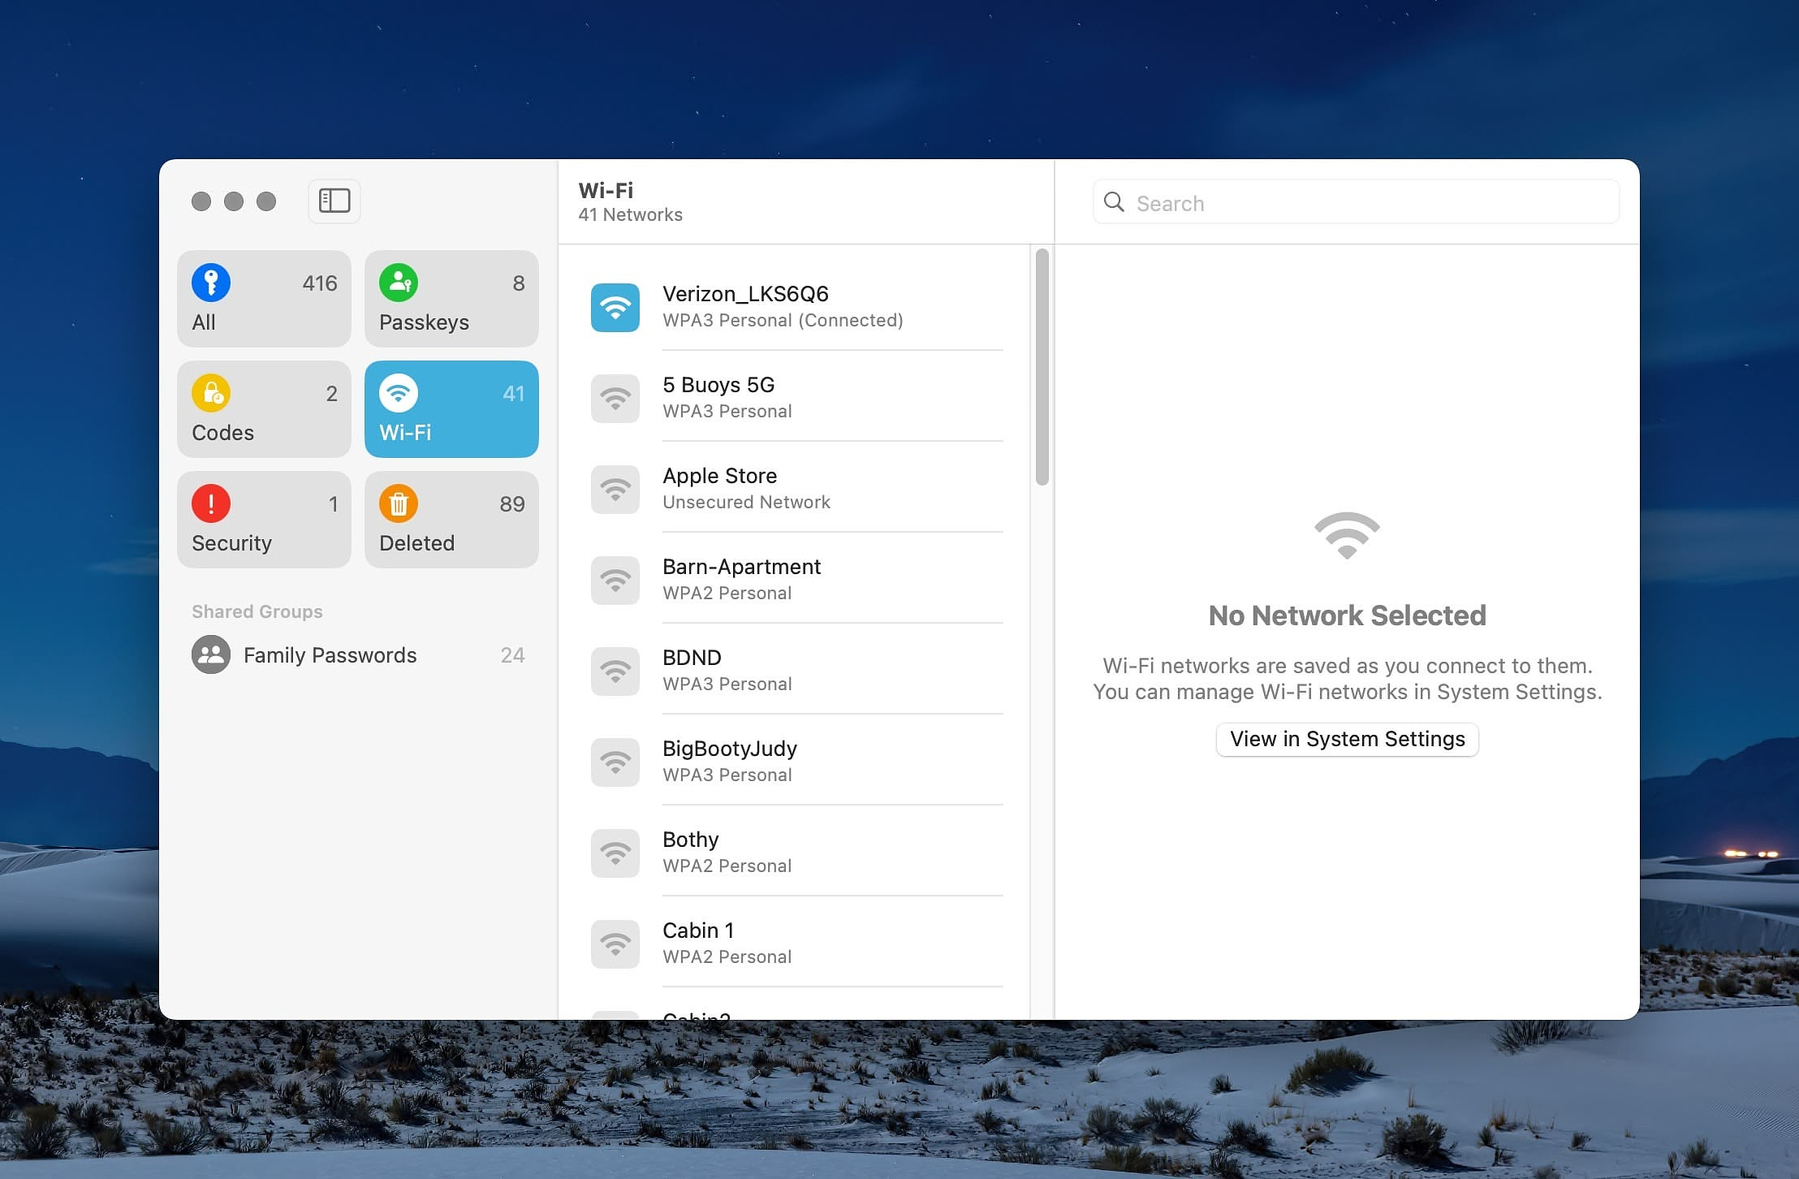 Wi-Fi
41 Networks
Search
416
All
8
Passkeys
2
Codes
41
Wi-Fi
1
Security
89
Deleted
Shared Groups
Family Passwords 24
Verizon_LKS6Q6
WPA3 Personal (Connected)
5 Buoys 5G
WPA3 Personal
Apple Store
Unsecured Network
Barn-Apartment
WPA2 Personal
BDND
WPA3 Personal
BigBootyJudy
WPA3 Personal
Bothy
WPA2 Personal
Cabin 1
WPA2 Personal
Cabin2
No Network Selected
Wi-Fi networks are saved as you connect to them.
You can manage Wi-Fi networks in System Settings.
View in System Settings